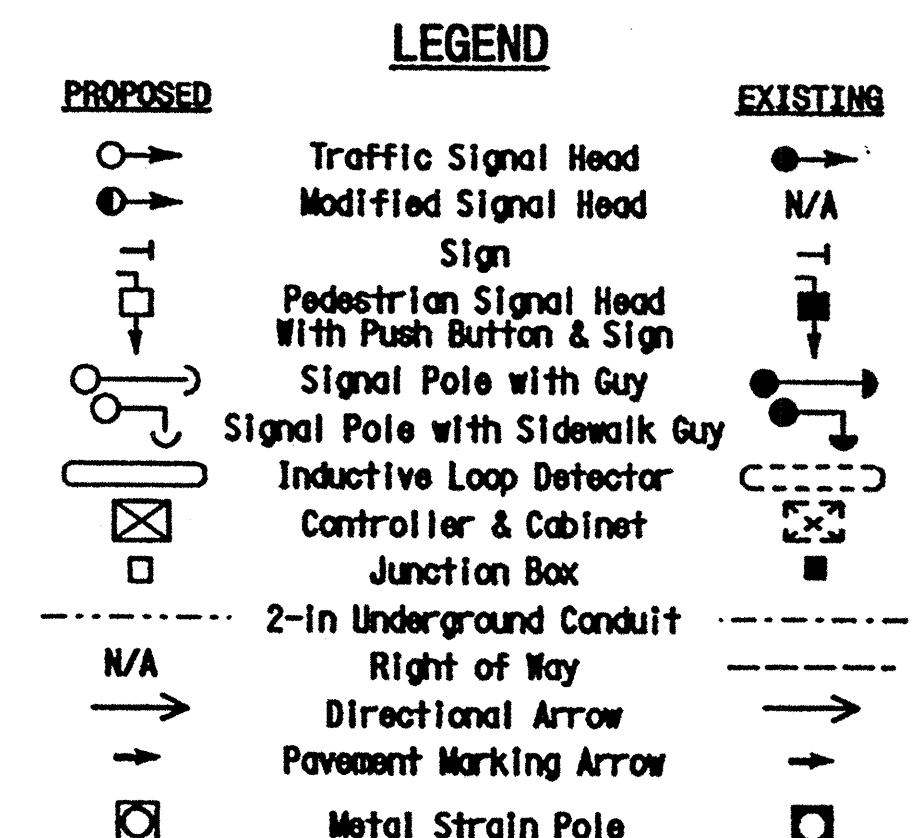 LEGEND
PROPOSED EXISTING
Traffic Signal Head
Modified Signal Head N/A
Sign
Pedestrian Signal Head
With Push Button & Sign
Signal Pole with Guy
Signal Pole with Sidewalk Guy
Inductive Loop Detector
Controller & Cabinet
Junction Box
2-in Underground Conduit
N/A Right of Way
Directional Arrow
Pavement Marking Arrow
Metal Strain Pole